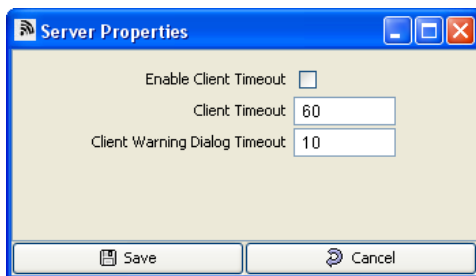 Server Properties
Enable Client Timeout
Client Timeout 60
Client Warning Dialog Timeout 10
Save Cancel